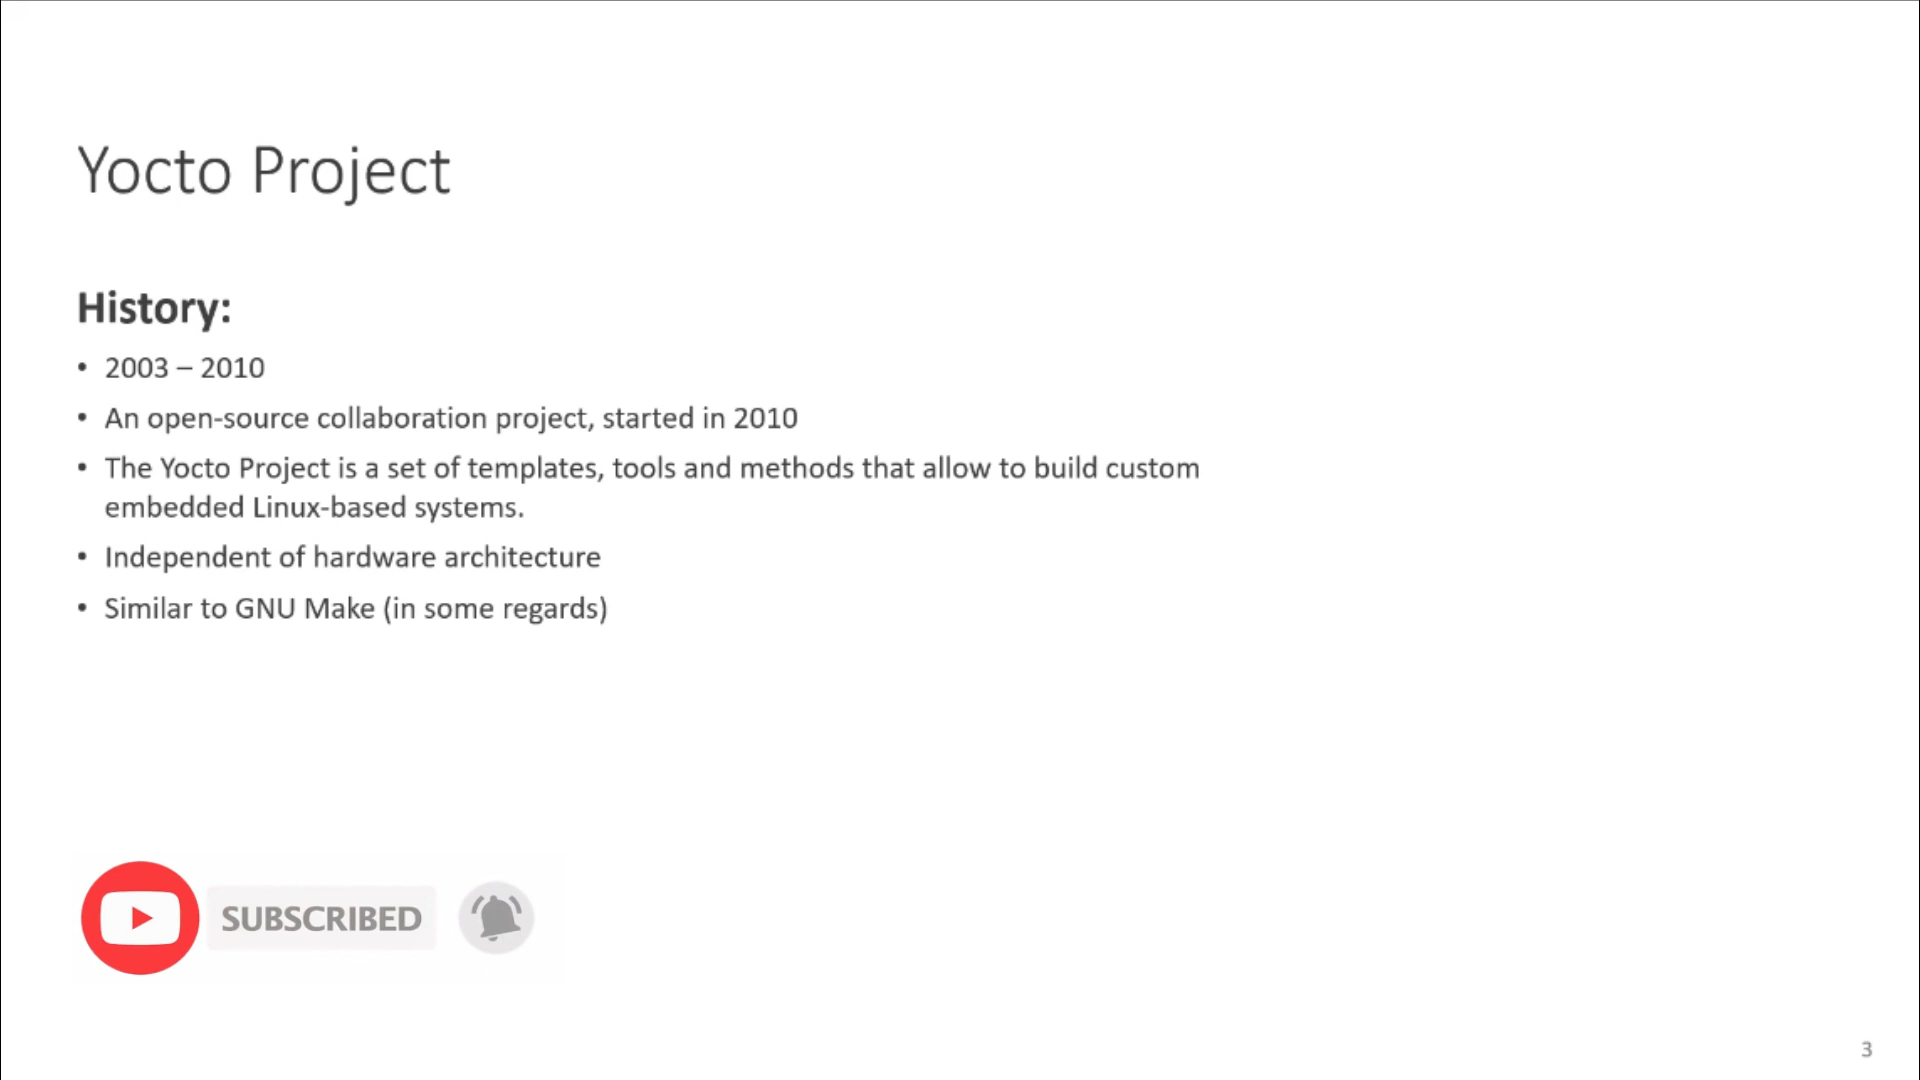 Yocto Project
History:
• 2003 – 2010
• An open-source collaboration project, started in 2010
• The Yocto Project is a set of templates, tools and methods that allow to build custom
embedded Linux-based systems.
• Independent of hardware architecture
• Similar to GNU Make (in some regards)
SUBSCRIBED
3